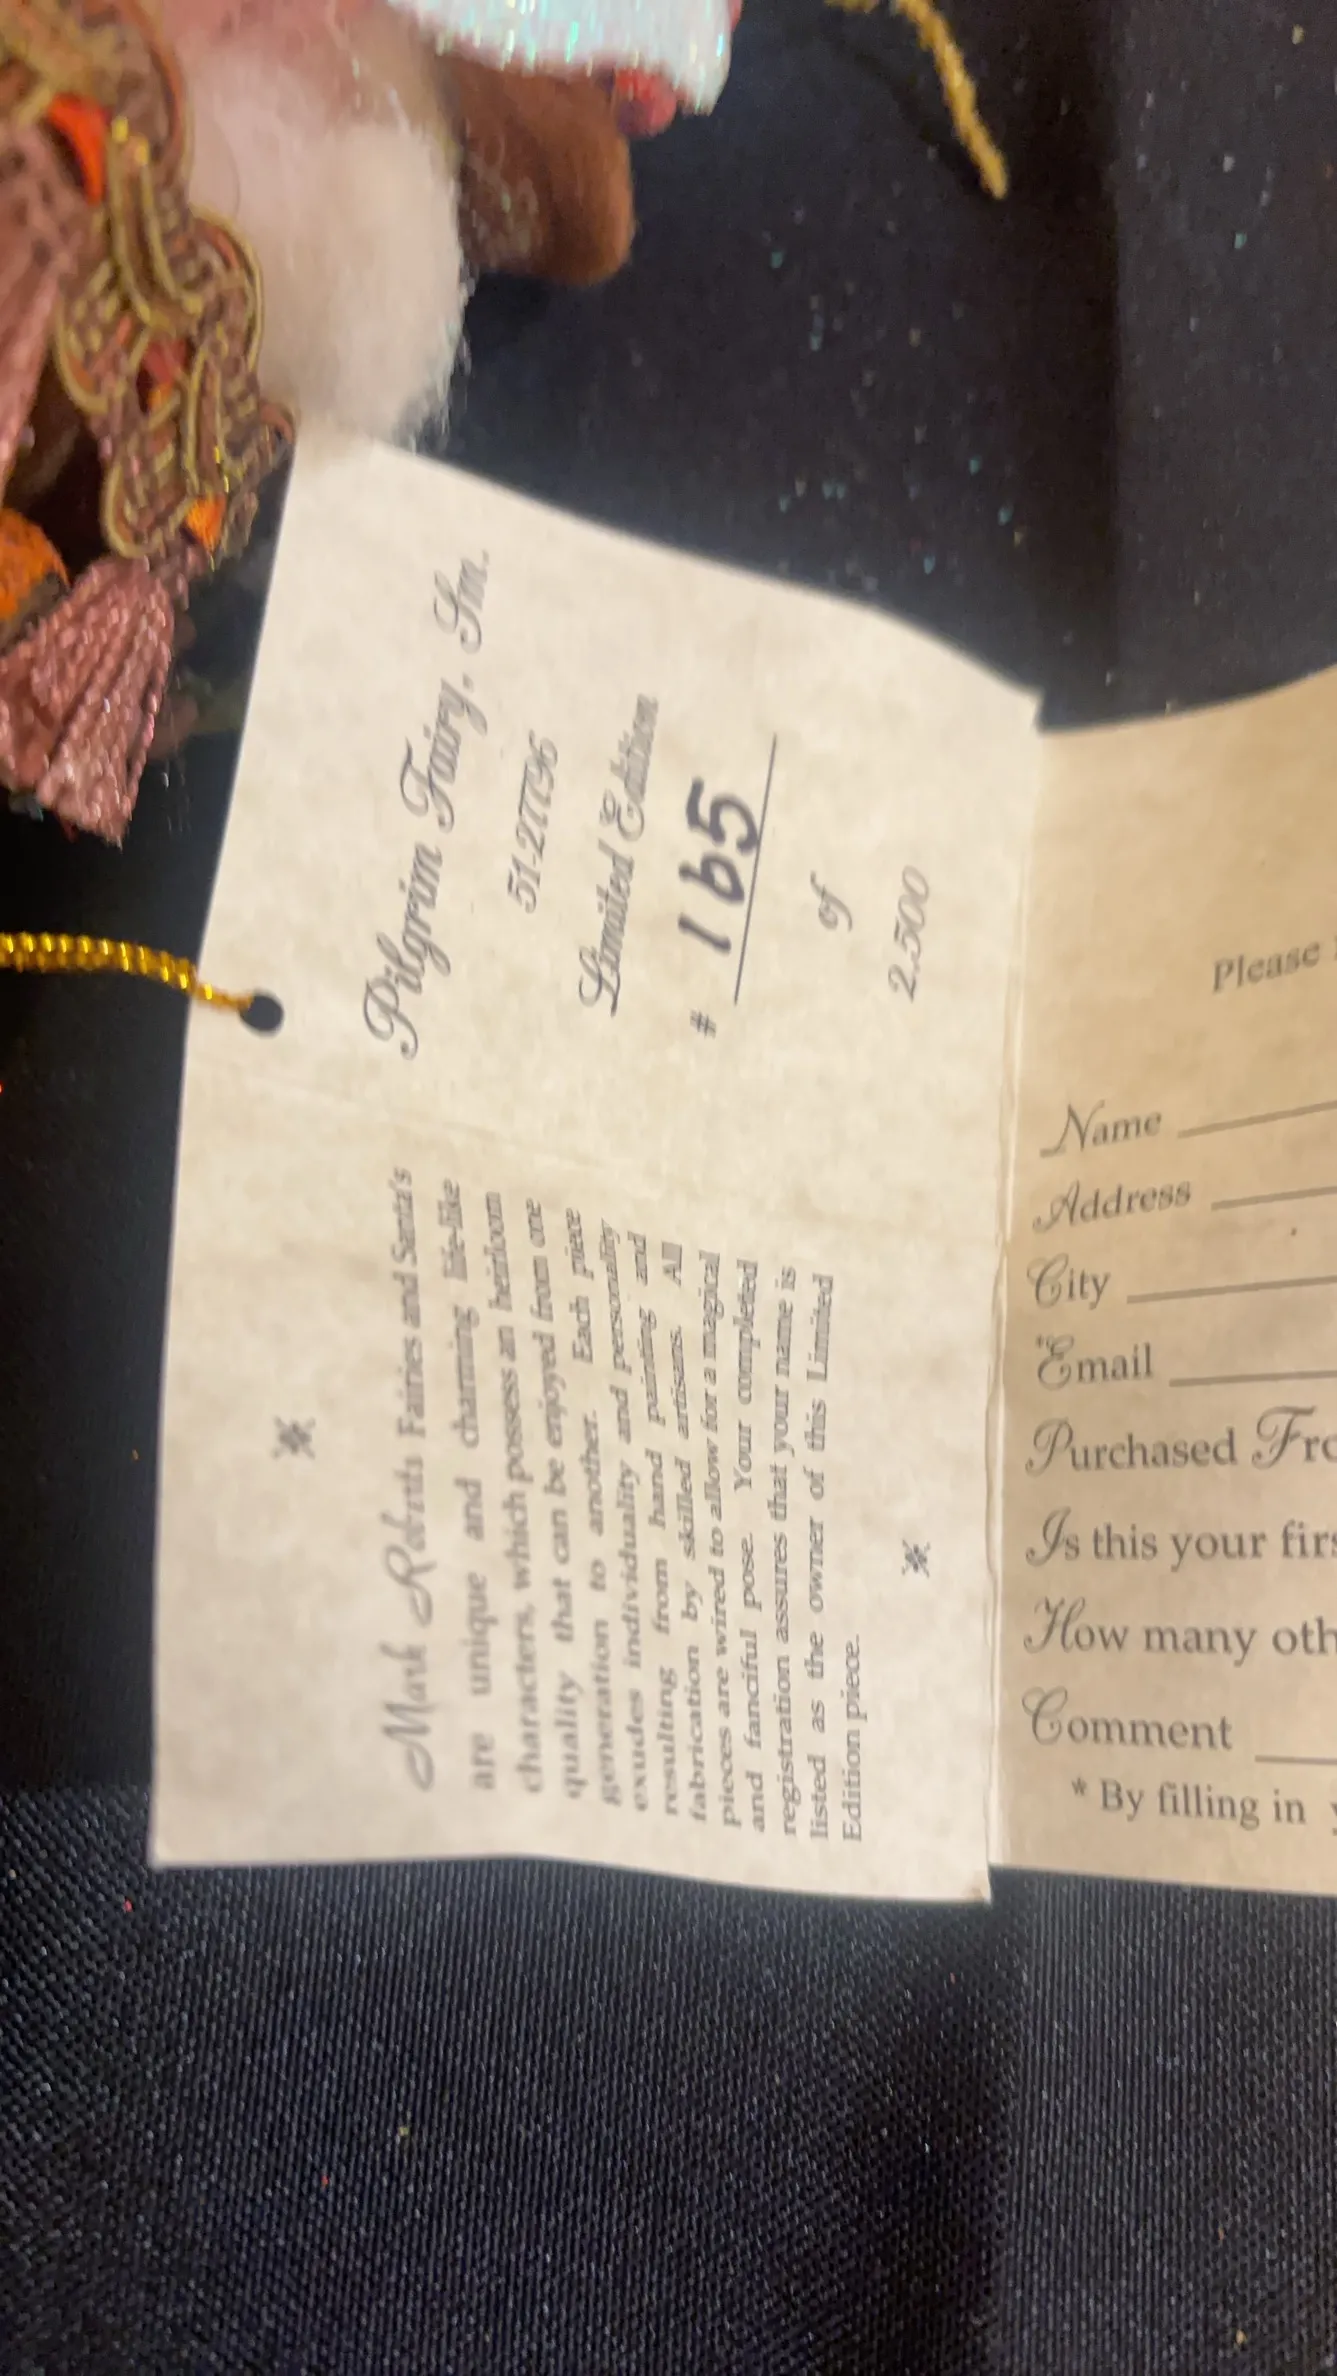 Mark Roberts Fairies and Santa's
are unique and charming life-like
characters, which possess an heirloom
quality that can be enjoyed from one
generation to another. Each piece
exudes individuality and personality
resulting from hand painting and
fabrication by skilled artisans. All
pieces are wired to allow for a magical
and fanciful pose. Your completed
registration assures that your name is
listed as the owner of this Limited
Edition piece.
Pilgrim Fairy, Sm.
51-27796
Limited Edition
# 165
of
2,500
Please
Name
Address
City
Email
Purchased Fro
Is this your firs
How many oth
Comment
* By filling in